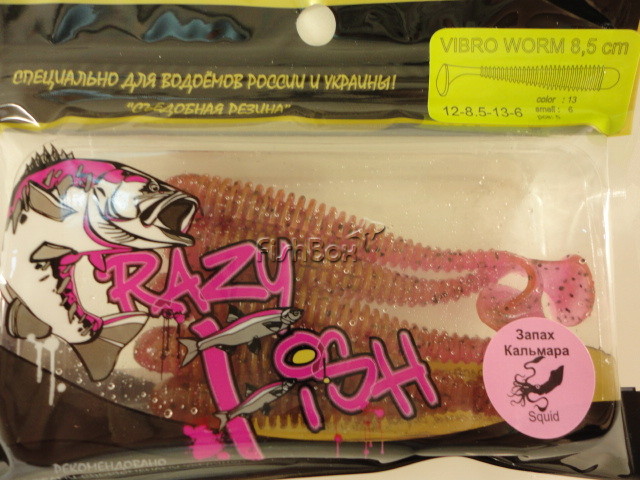 VIBRO WORM 8,5 cm
СПЕЦИАЛЬНО ДЛЯ ВОДОЁМОВ РОССИИ И УКРАИНЫ!
"СЪЕДОБНАЯ РЕЗИНА"
color : 13
smell : 6
12-8.5-13-6
FishBox
CRAZY
FISH
Запах
Кальмара
Squid
РЕКОМЕНДОВАНО